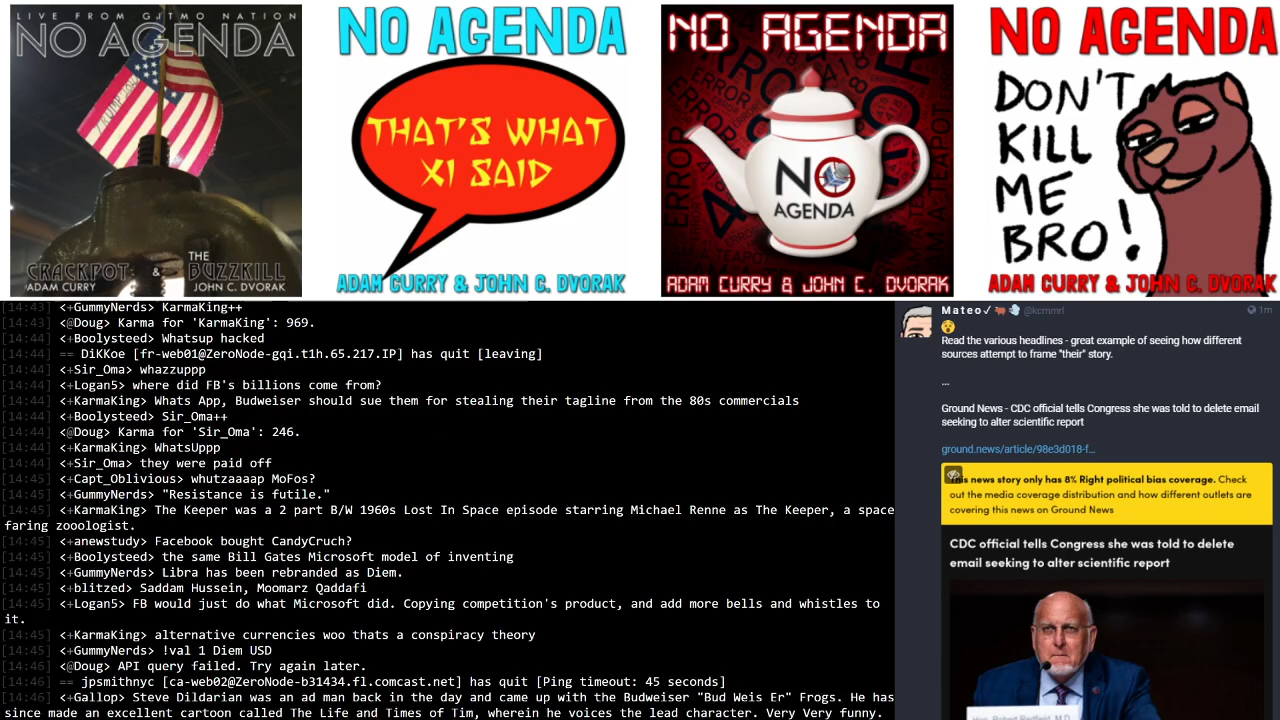 LIVE FROM GITMO NATION
NO AGENDA
TRUMP 2020
CRACKPOT & THE BUZZKILL
ADAM CURRY
JOHN C. DVORAK
NO AGENDA
THAT'S WHAT
XI SAID
ADAM CURRY & JOHN C. DVORAK
NO AGENDA
ERROR
418
NO
AGENDA
ADAM CURRY & JOHN C. DVORAK
NO AGENDA
DON'T
KILL
ME
BRO!
ADAM CURRY & JOHN C. DVORAK
[14:43] <+GummyNerds> KarmaKing++
[14:43] <@Doug> Karma for 'KarmaKing': 969.
[14:44] <+Boolysteed> Whatsup hacked
[14:44] == DiKKoe [fr-web01@ZeroNode-gqi.t1h.65.217.IP] has quit [leaving]
[14:44] <+Sir_Oma> whazzuppp
[14:44] <+Logan5> where did FB's billions come from?
[14:44] <+KarmaKing> Whats App, Budweiser should sue them for stealing their tagline from the 80s commercials
[14:44] <+Boolysteed> Sir_Oma++
[14:44] <@Doug> Karma for 'Sir_Oma': 246.
[14:44] <+KarmaKing> WhatsUppp
[14:44] <+Sir_Oma> they were paid off
[14:44] <+Capt_Oblivious> whutzaaaap MoFos?
[14:44] <+GummyNerds> "Resistance is futile."
[14:44] <+KarmaKing> The Keeper was a 2 part B/W 1960s Lost In Space episode starring Michael Renne as The Keeper, a space
faring zooologist.
[14:45] <+anewstudy> Facebook bought CandyCruch?
[14:45] <+Boolysteed> the same Bill Gates Microsoft model of inventing
[14:45] <+GummyNerds> Libra has been rebranded as Diem.
[14:45] <+blitzed> Saddam Hussein, Moomarz Qaddafi
[14:45] <+Logan5> FB would just do what Microsoft did. Copying competition's product, and add more bells and whistles to
it.
[14:45] <+KarmaKing> alternative currencies woo thats a conspiracy theory
[14:45] <+GummyNerds> !val 1 Diem USD
[14:46] <@Doug> API query failed. Try again later.
[14:46] == jpsmithnyc [ca-web02@ZeroNode-b31434.fl.comcast.net] has quit [Ping timeout: 45 seconds]
[14:46] <+Gallop> Steve Dildarian was an ad man back in the day and came up with the Budweiser "Bud Weis Er" Frogs. He has
since made an excellent cartoon called The Life and Times of Tim, wherein he voices the lead character. Very Very funny.
Mateo @kcmmrl 1m
Read the various headlines - great example of seeing how different
sources attempt to frame "their" story.
...
Ground News - CDC official tells Congress she was told to delete email
seeking to alter scientific report
ground.news/article/98e3d018-f...
This news story only has 8% Right political bias coverage. Check
out the media coverage distribution and how different outlets are
covering this news on Ground News
CDC official tells Congress she was told to delete
email seeking to alter scientific report
Hon. Robert Redfield, M.D.